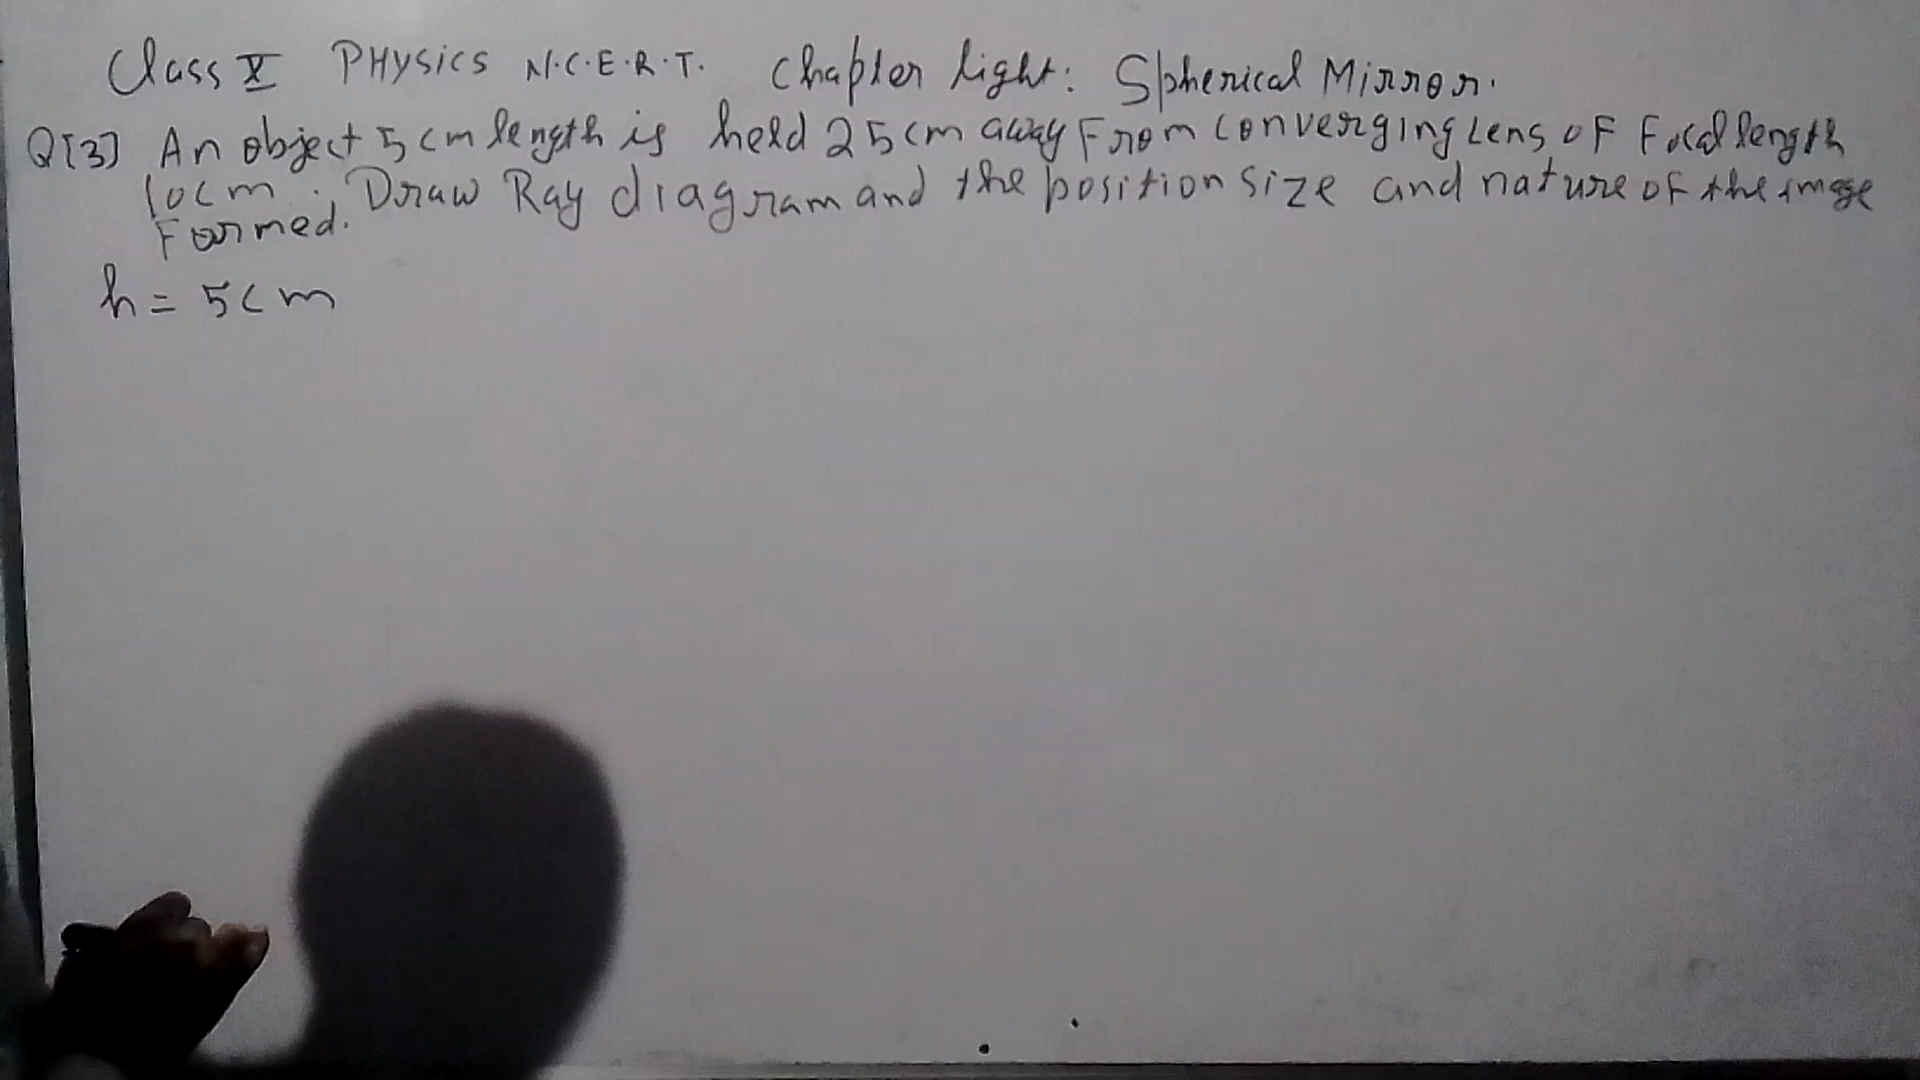 Class X PHYSICS N.C.E.R.T. Chapter light: Spherical Mirror.
Q[3] An object 5cm length is held 25cm away From converging Lens of Focal length
10cm. Draw Ray diagram and the position size and nature of the image
Formed.
h = 5cm